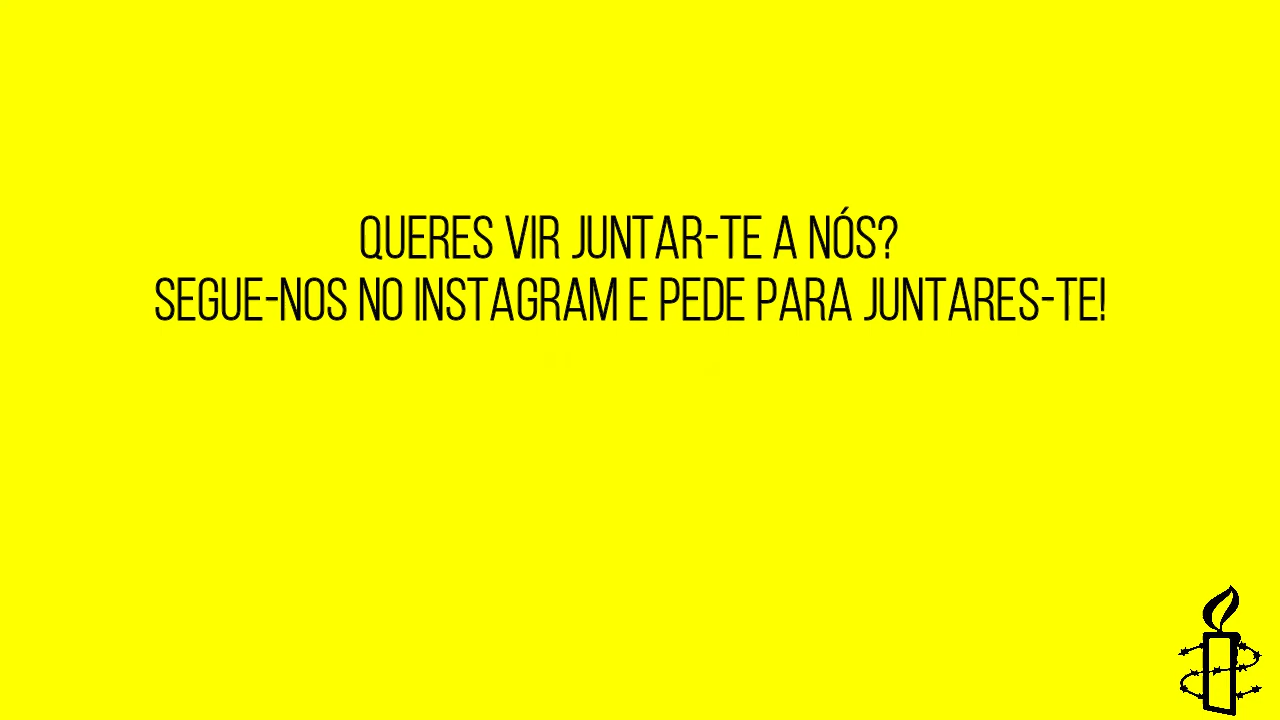 QUERES VIR JUNTAR-TE A NÓS?
SEGUE-NOS NO INSTAGRAM E PEDE PARA JUNTARES-TE!